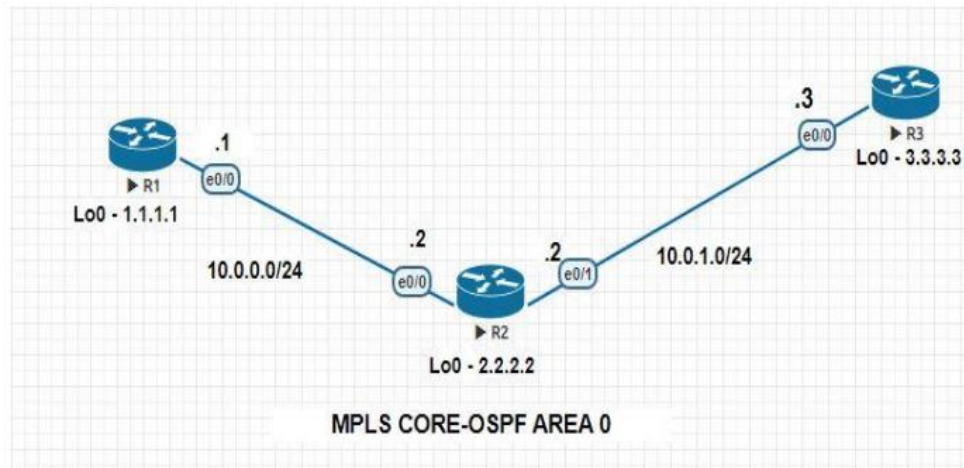 .1
e0/0
R1
Lo0 - 1.1.1.1
10.0.0.0/24
.2
e0/0
R2
Lo0 - 2.2.2.2
.2
e0/1
10.0.1.0/24
.3
e0/0
R3
Lo0 - 3.3.3.3
MPLS CORE-OSPF AREA 0